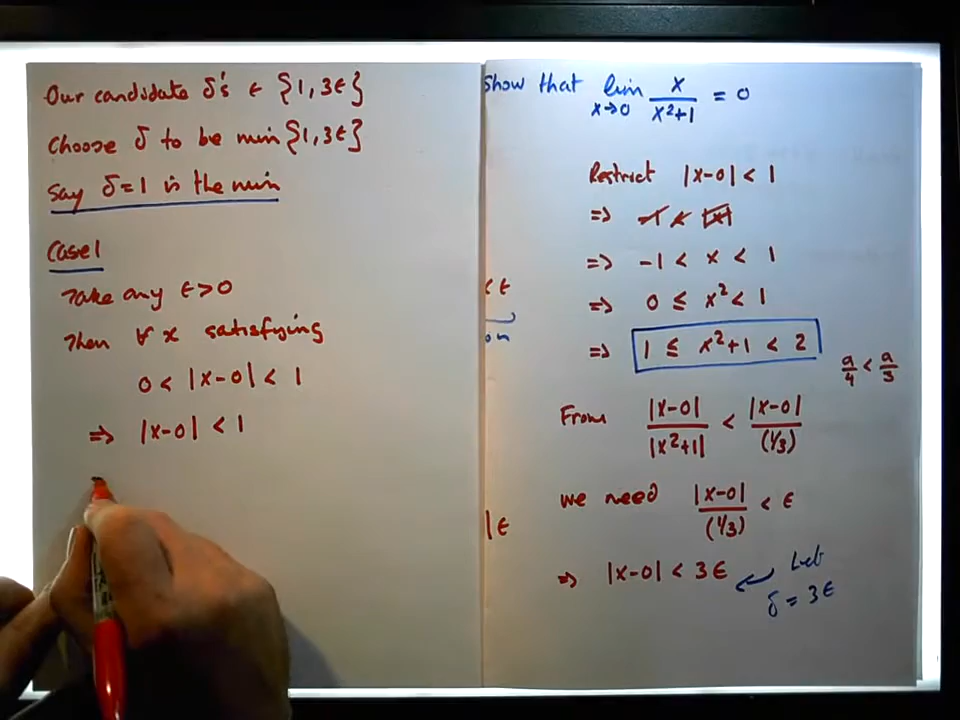 Our candidate δ's ∈ {1, 3ϵ}
Choose δ to be min {1, 3ϵ}
Say δ=1 is the min
Case1
Take any ϵ>0
Then ∀ x satisfying
0 < |x-0| < 1
=> |x-0| < 1
< ϵ
on
| ϵ
Show that lim x→0 x/(x²+1) = 0
Restrict |x-0| < 1
=> -1 < |x|
=> -1 < x < 1
=> 0 ≤ x² < 1
=> 1 ≤ x²+1 < 2
a/4 < a/3
From |x-0|/|x²+1| < |x-0|/(1/3)
we need |x-0|/(1/3) < ϵ
=> |x-0| < 3ϵ
Let
δ = 3ϵ